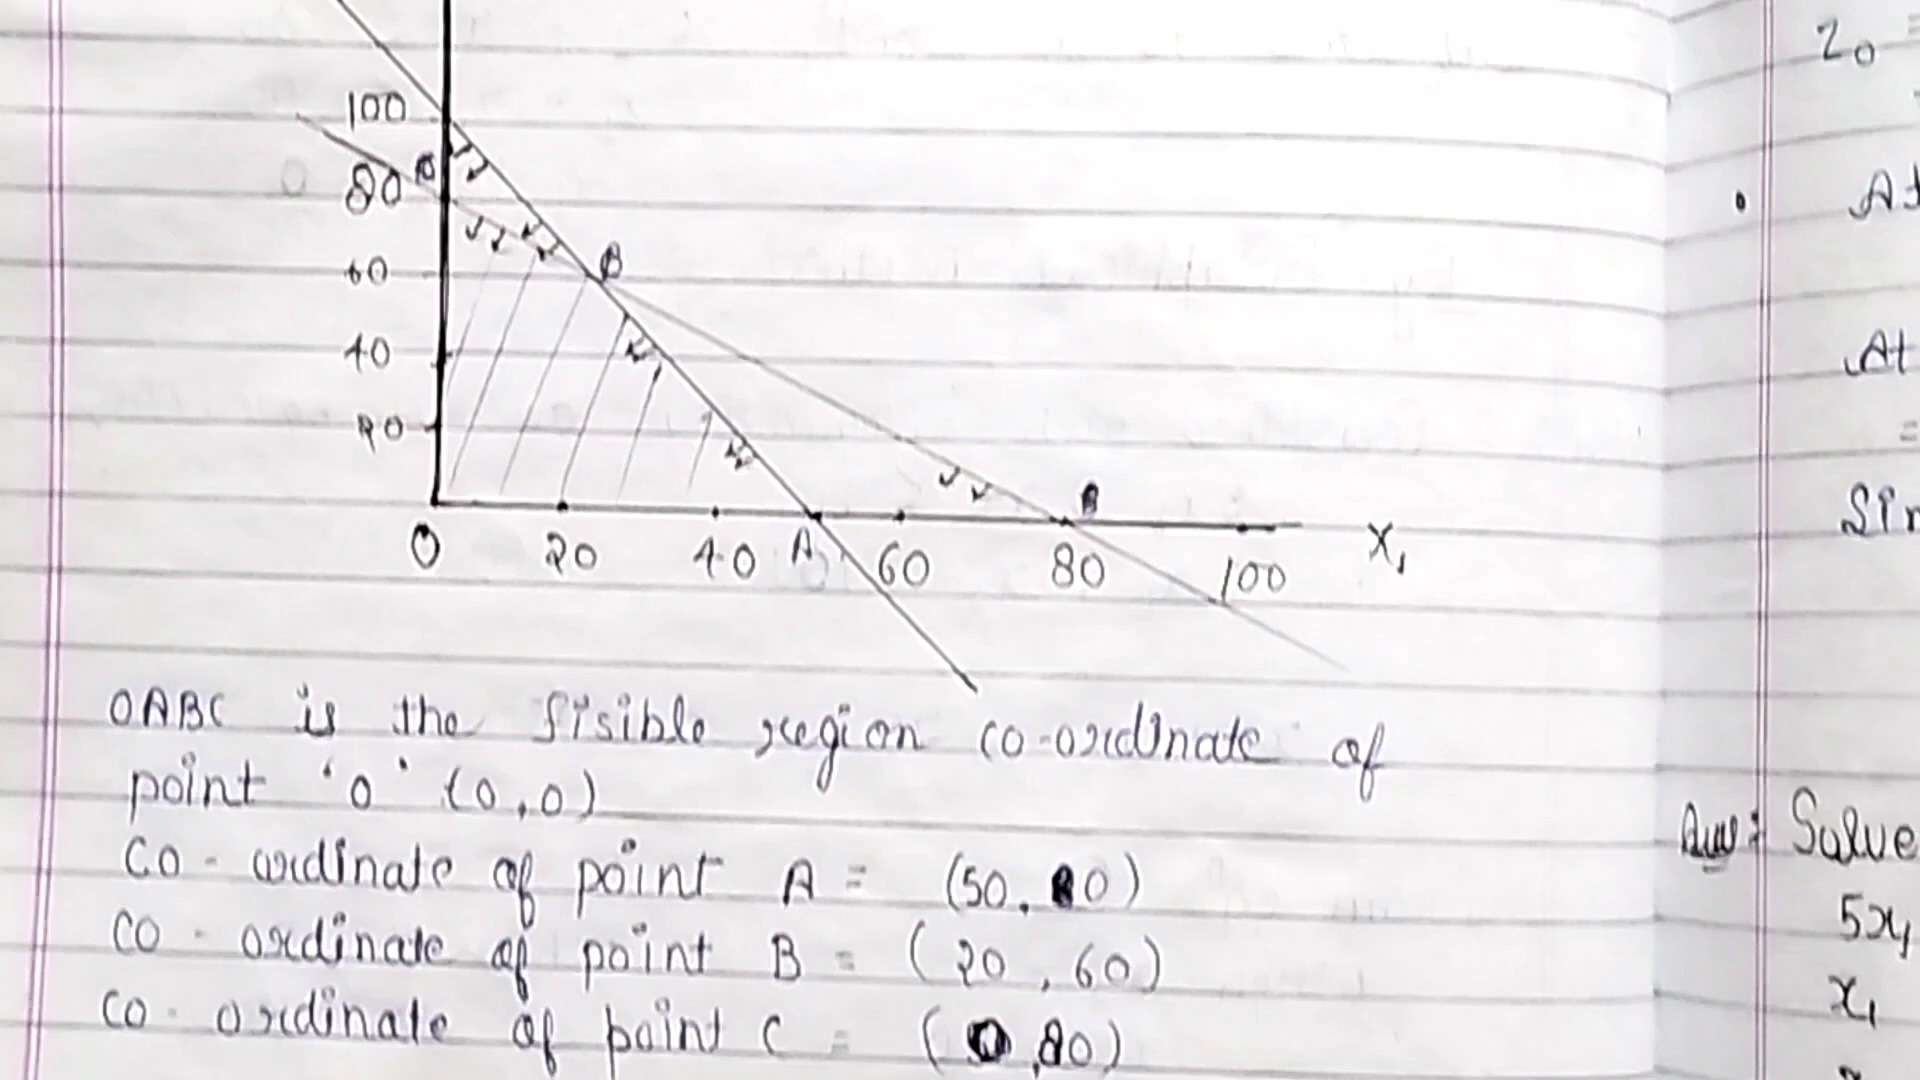 100
80
60
B
40
20
B
0 20 40 A 60 80 100 X₁
OABC is the fisible region co-ordinate of
point 'O' (0,0)
Co-ordinate of point A = (50, 0)
Co-ordinate of point B = (20, 60)
Co-ordinate of point C = (0, 80)
Z₀ =
At
At
=
Sin
Ans: Solve
5x₁
x₁